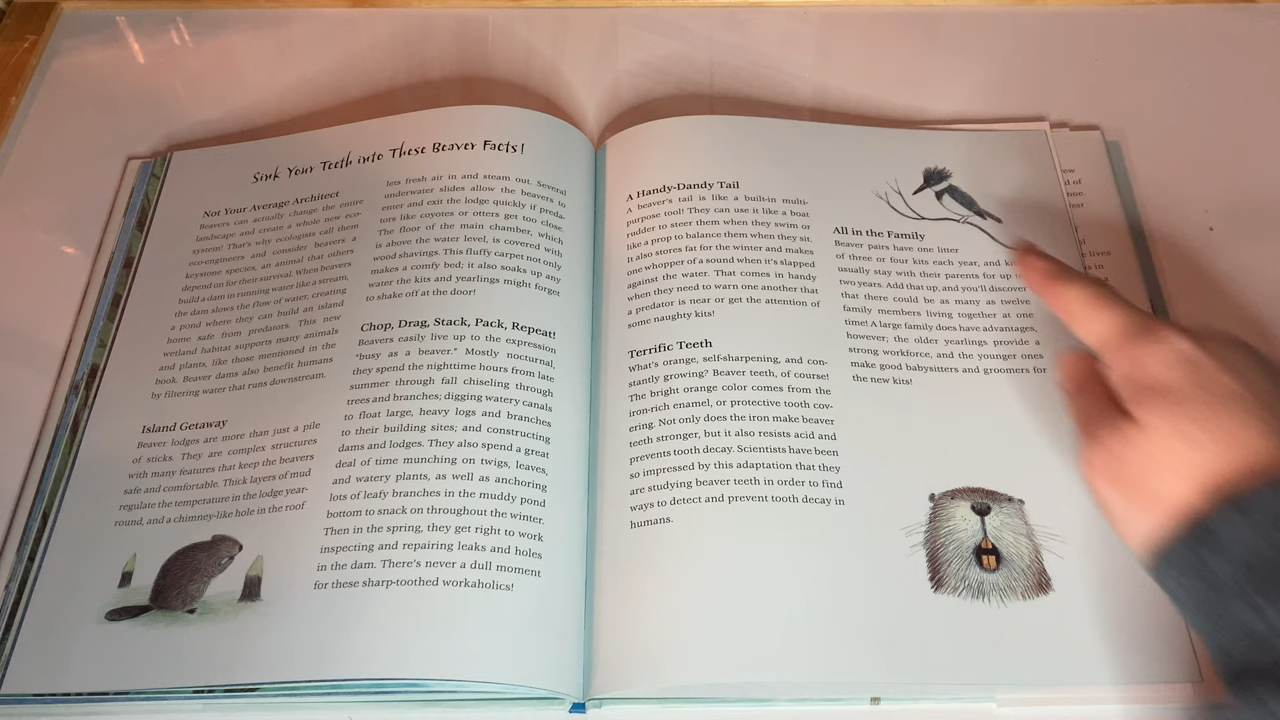 Sink Your Teeth into These Beaver Facts!
Not Your Average Architect
Beavers can actually change the entire
landscape and create a whole new eco-
system! That's why ecologists call them
eco-engineers and consider beavers a
keystone species, an animal that others
depend on for their survival. When beavers
build a dam in running water like a stream,
the dam slows the flow of water, creating
a pond where they can build an island
home safe from predators. This new
wetland habitat supports many animals
and plants, like those mentioned in the
book. Beaver dams also benefit humans
by filtering water that runs downstream.
Island Getaway
Beaver lodges are more than just a pile
of sticks. They are complex structures
with many features that keep the beavers
safe and comfortable. Thick layers of mud
regulate the temperature in the lodge year-
round, and a chimney-like hole in the roof
lets fresh air in and steam out. Several
underwater slides allow the beavers to
enter and exit the lodge quickly if preda-
tors like coyotes or otters get too close.
The floor of the main chamber, which
is above the water level, is covered with
wood shavings. This fluffy carpet not only
makes a comfy bed; it also soaks up any
water the kits and yearlings might forget
to shake off at the door!
Chop, Drag, Stack, Pack, Repeat!
Beavers easily live up to the expression
"busy as a beaver." Mostly nocturnal,
they spend the nighttime hours from late
summer through fall chiseling through
trees and branches; digging watery canals
to float large, heavy logs and branches
to their building sites; and constructing
dams and lodges. They also spend a great
deal of time munching on twigs, leaves,
and watery plants, as well as anchoring
lots of leafy branches in the muddy pond
bottom to snack on throughout the winter.
Then in the spring, they get right to work
inspecting and repairing leaks and holes
in the dam. There's never a dull moment
for these sharp-toothed workaholics!
A Handy-Dandy Tail
A beaver's tail is like a built-in multi-
purpose tool! They can use it like a boat
rudder to steer them when they swim or
like a prop to balance them when they sit.
It also stores fat for the winter and makes
one whopper of a sound when it's slapped
against the water. That comes in handy
when they need to warn one another that
a predator is near or get the attention of
some naughty kits!
Terrific Teeth
What's orange, self-sharpening, and con-
stantly growing? Beaver teeth, of course!
The bright orange color comes from the
iron-rich enamel, or protective tooth cov-
ering. Not only does the iron make beaver
teeth stronger, but it also resists acid and
prevents tooth decay. Scientists have been
so impressed by this adaptation that they
are studying beaver teeth in order to find
ways to detect and prevent tooth decay in
humans.
All in the Family
Beaver pairs have one litter
of three or four kits each year, and
usually stay with their parents for up
two years. Add that up, and you'll discover
that there could be as many as twelve
family members living together at one
time! A large family does have advantages,
however; the older yearlings provide a
strong workforce, and the younger ones
make good babysitters and groomers for
the new kits!